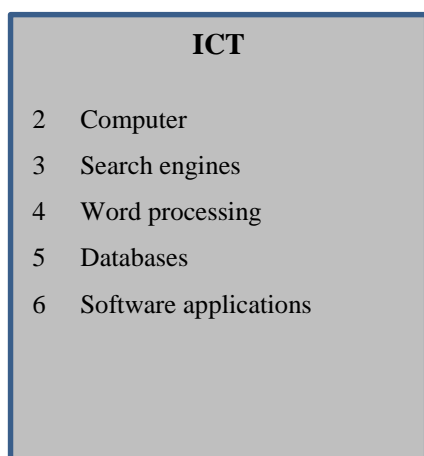 ICT
2 Computer
3 Search engines
4 Word processing
5 Databases
6 Software applications